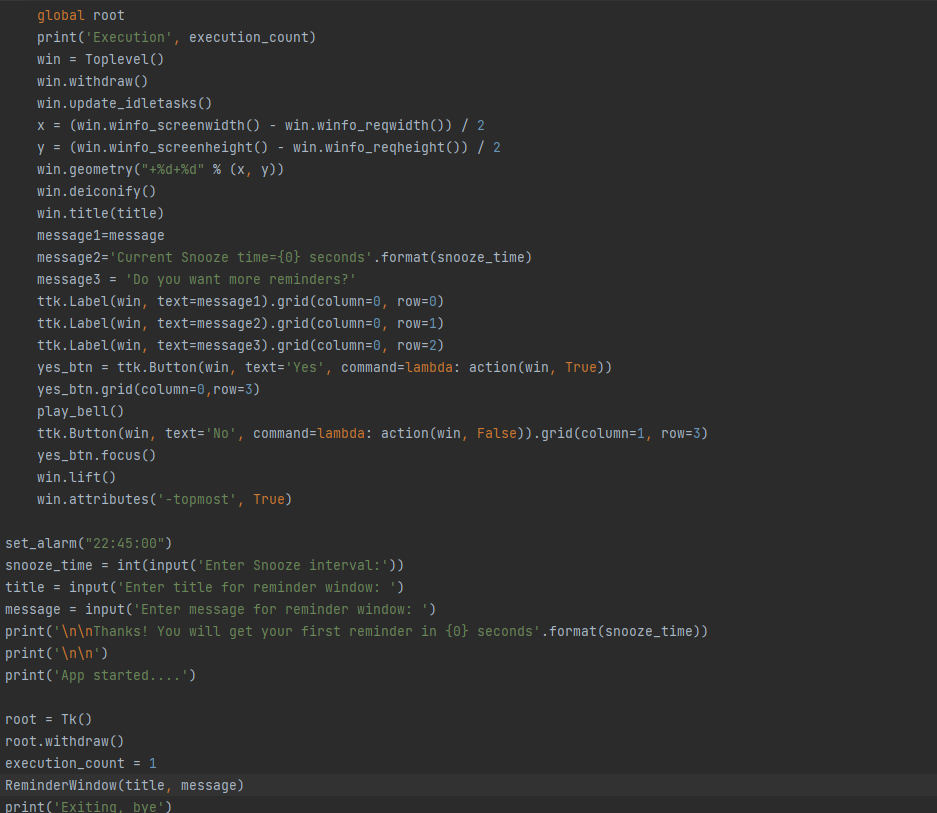 global root
print('Execution', execution_count)
win = Toplevel()
win.withdraw()
win.update_idletasks()
x = (win.winfo_screenwidth() - win.winfo_reqwidth()) / 2
y = (win.winfo_screenheight() - win.winfo_reqheight()) / 2
win.geometry("+%d+%d" % (x, y))
win.deiconify()
win.title(title)
message1=message
message2='Current Snooze time={0} seconds'.format(snooze_time)
message3 = 'Do you want more reminders?'
ttk.Label(win, text=message1).grid(column=0, row=0)
ttk.Label(win, text=message2).grid(column=0, row=1)
ttk.Label(win, text=message3).grid(column=0, row=2)
yes_btn = ttk.Button(win, text='Yes', command=lambda: action(win, True))
yes_btn.grid(column=0,row=3)
play_bell()
ttk.Button(win, text='No', command=lambda: action(win, False)).grid(column=1, row=3)
yes_btn.focus()
win.lift()
win.attributes('-topmost', True)
set_alarm("22:45:00")
snooze_time = int(input('Enter Snooze interval:'))
title = input('Enter title for reminder window: ')
message = input('Enter message for reminder window: ')
print('\n\nThanks! You will get your first reminder in {0} seconds'.format(snooze_time))
print('\n\n')
print('App started....')
root = Tk()
root.withdraw()
execution_count = 1
ReminderWindow(title, message)
print('Exiting, bye')